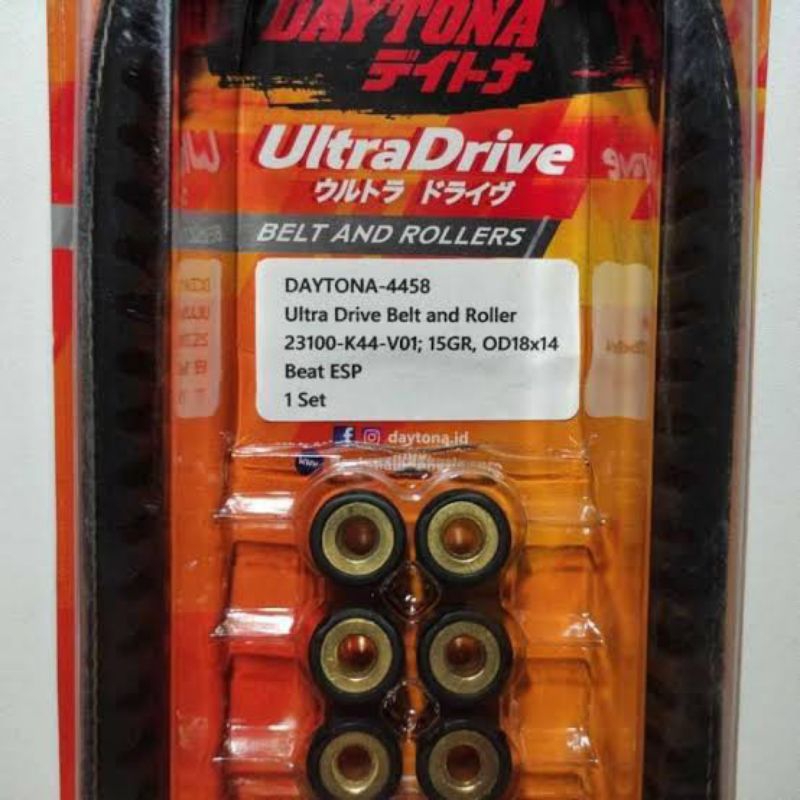 DAYTONA
デイトナ
UltraDrive
ウルトラ ドライヴ
BELT AND ROLLERS
DAYTONA-4458
Ultra Drive Belt and Roller
23100-K44-V01; 15GR, OD18x14
Beat ESP
1 Set
daytona.id